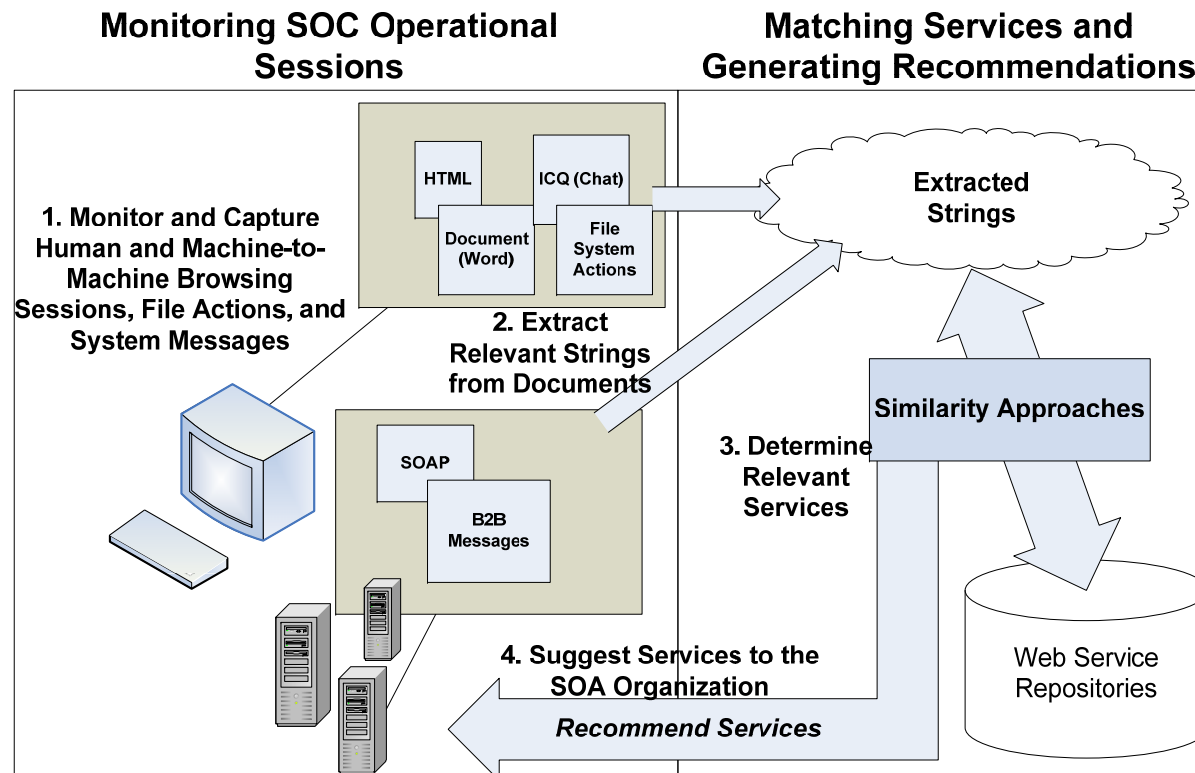 Monitoring SOC Operational
Sessions
Matching Services and
Generating Recommendations
1. Monitor and Capture
Human and Machine-to-
Machine Browsing
Sessions, File Actions, and
System Messages
HTML
ICQ (Chat)
Document
(Word)
File
System
Actions
2. Extract
Relevant Strings
from Documents
SOAP
B2B
Messages
Extracted
Strings
Similarity Approaches
3. Determine
Relevant
Services
Web Service
Repositories
4. Suggest Services to the
SOA Organization
Recommend Services